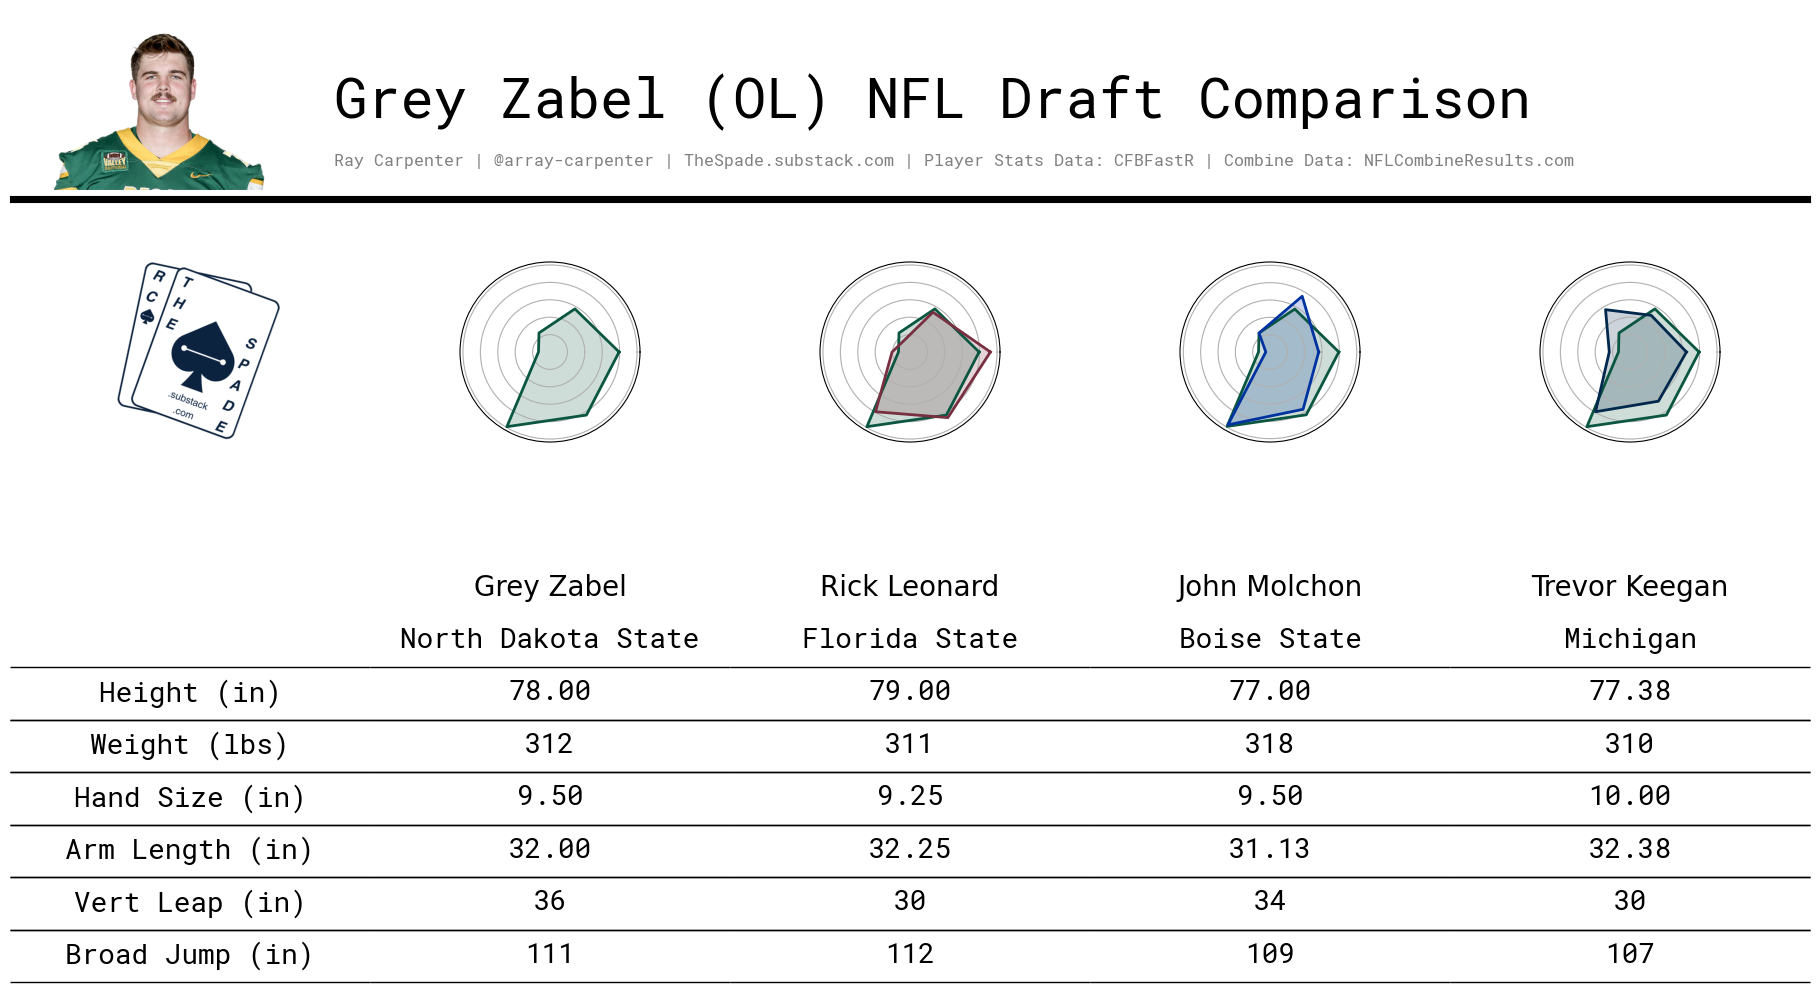 Grey Zabel (OL) NFL Draft Comparison
Ray Carpenter | @array-carpenter | TheSpade.substack.com | Player Stats Data: CFBFastR | Combine Data: NFLCombineResults.com
R C
THE
SPADE
.substack
.com
Grey Zabel Rick Leonard John Molchon Trevor Keegan
North Dakota State Florida State Boise State Michigan
Height (in) 78.00 79.00 77.00 77.38
Weight (lbs) 312 311 318 310
Hand Size (in) 9.50 9.25 9.50 10.00
Arm Length (in) 32.00 32.25 31.13 32.38
Vert Leap (in) 36 30 34 30
Broad Jump (in) 111 112 109 107